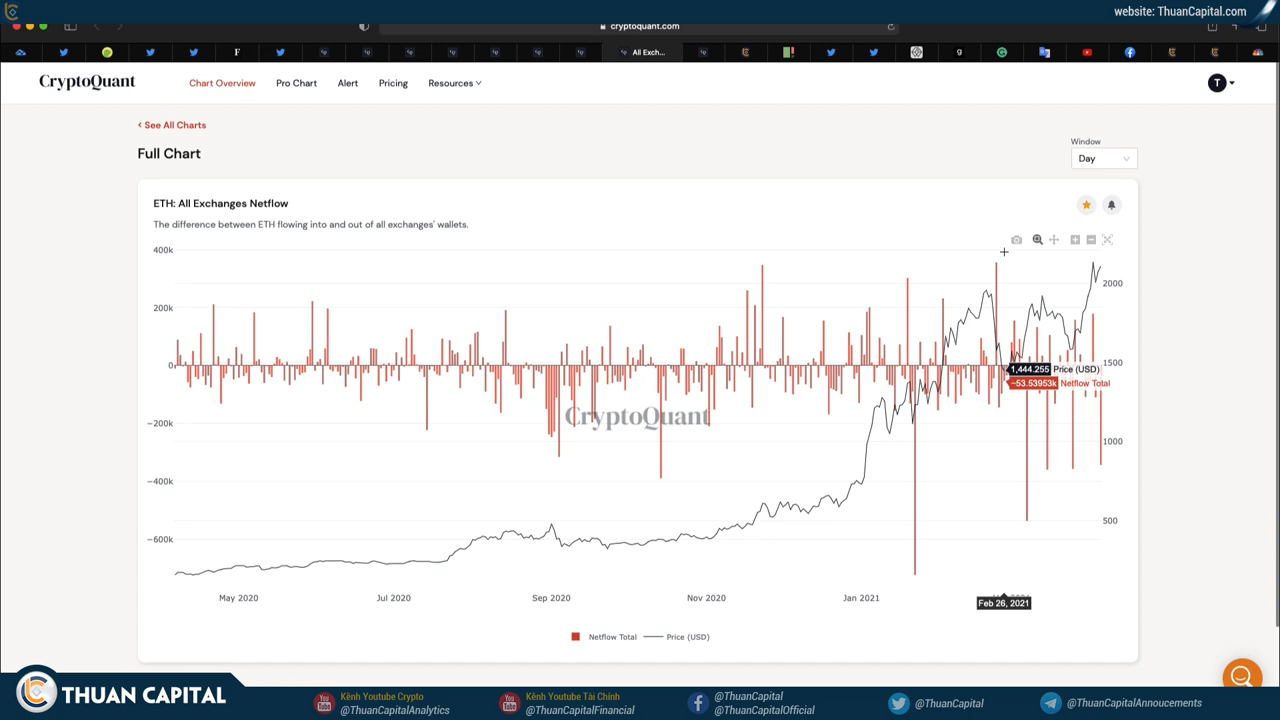 website: ThuanCapital.com
cryptoquant.com
All Exch...
CryptoQuant
Chart Overview
Pro Chart
Alert
Pricing
Resources
T
< See All Charts
Full Chart
Window
Day
ETH: All Exchanges Netflow
The difference between ETH flowing into and out of all exchanges' wallets.
400k
200k
0
−200k
−400k
−600k
2000
1500
1000
500
CryptoQuant
1,444.255 Price (USD)
−53.53953k Netflow Total
May 2020
Jul 2020
Sep 2020
Nov 2020
Jan 2021
Feb 26, 2021
Netflow Total
Price (USD)
THUAN CAPITAL
Kênh Youtube Crypto
@ThuanCapitalAnalytics
Kênh Youtube Tài Chính
@ThuanCapitalFinancial
@ThuanCapital
@ThuanCapitalOfficial
@ThuanCapital
@ThuanCapitalAnnoucements